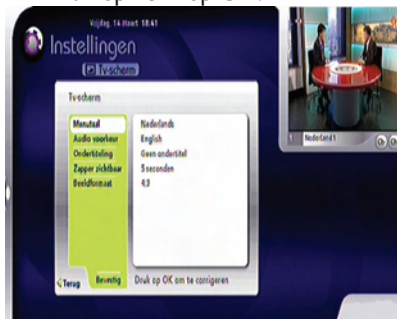 Vrijdag, 14 Maart 18:41
Instellingen
Tv-scherm
Tv-scherm
Menutaal Nederlands
Audio voorkeur English
Ondertiteling Geen ondertitel
Zapper zichtbaar 5 seconden
Beeldformaat 4:3
Terug Bevestig Druk op OK om te corrigeren
1 Nederland 1